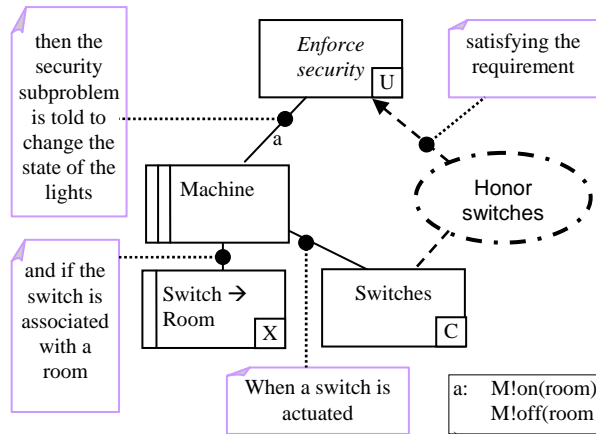 then the
security
subproblem
is told to
change the
state of the
lights
Enforce
security
U
satisfying the
requirement
a
Machine
Honor
switches
and if the
switch is
associated
with a
room
Switch →
Room
X
Switches
C
When a switch is
actuated
a: M!on(room)
M!off(room